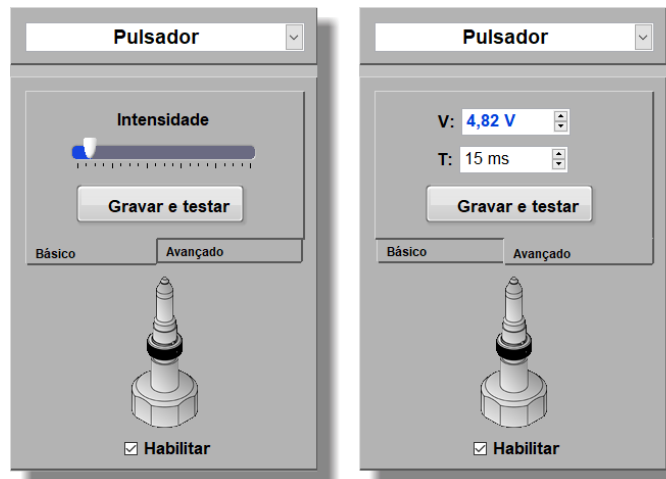 Pulsador
Intensidade
Gravar e testar
Básico
Avançado
Habilitar
Pulsador
V: 4,82 V
T: 15 ms
Gravar e testar
Básico
Avançado
Habilitar